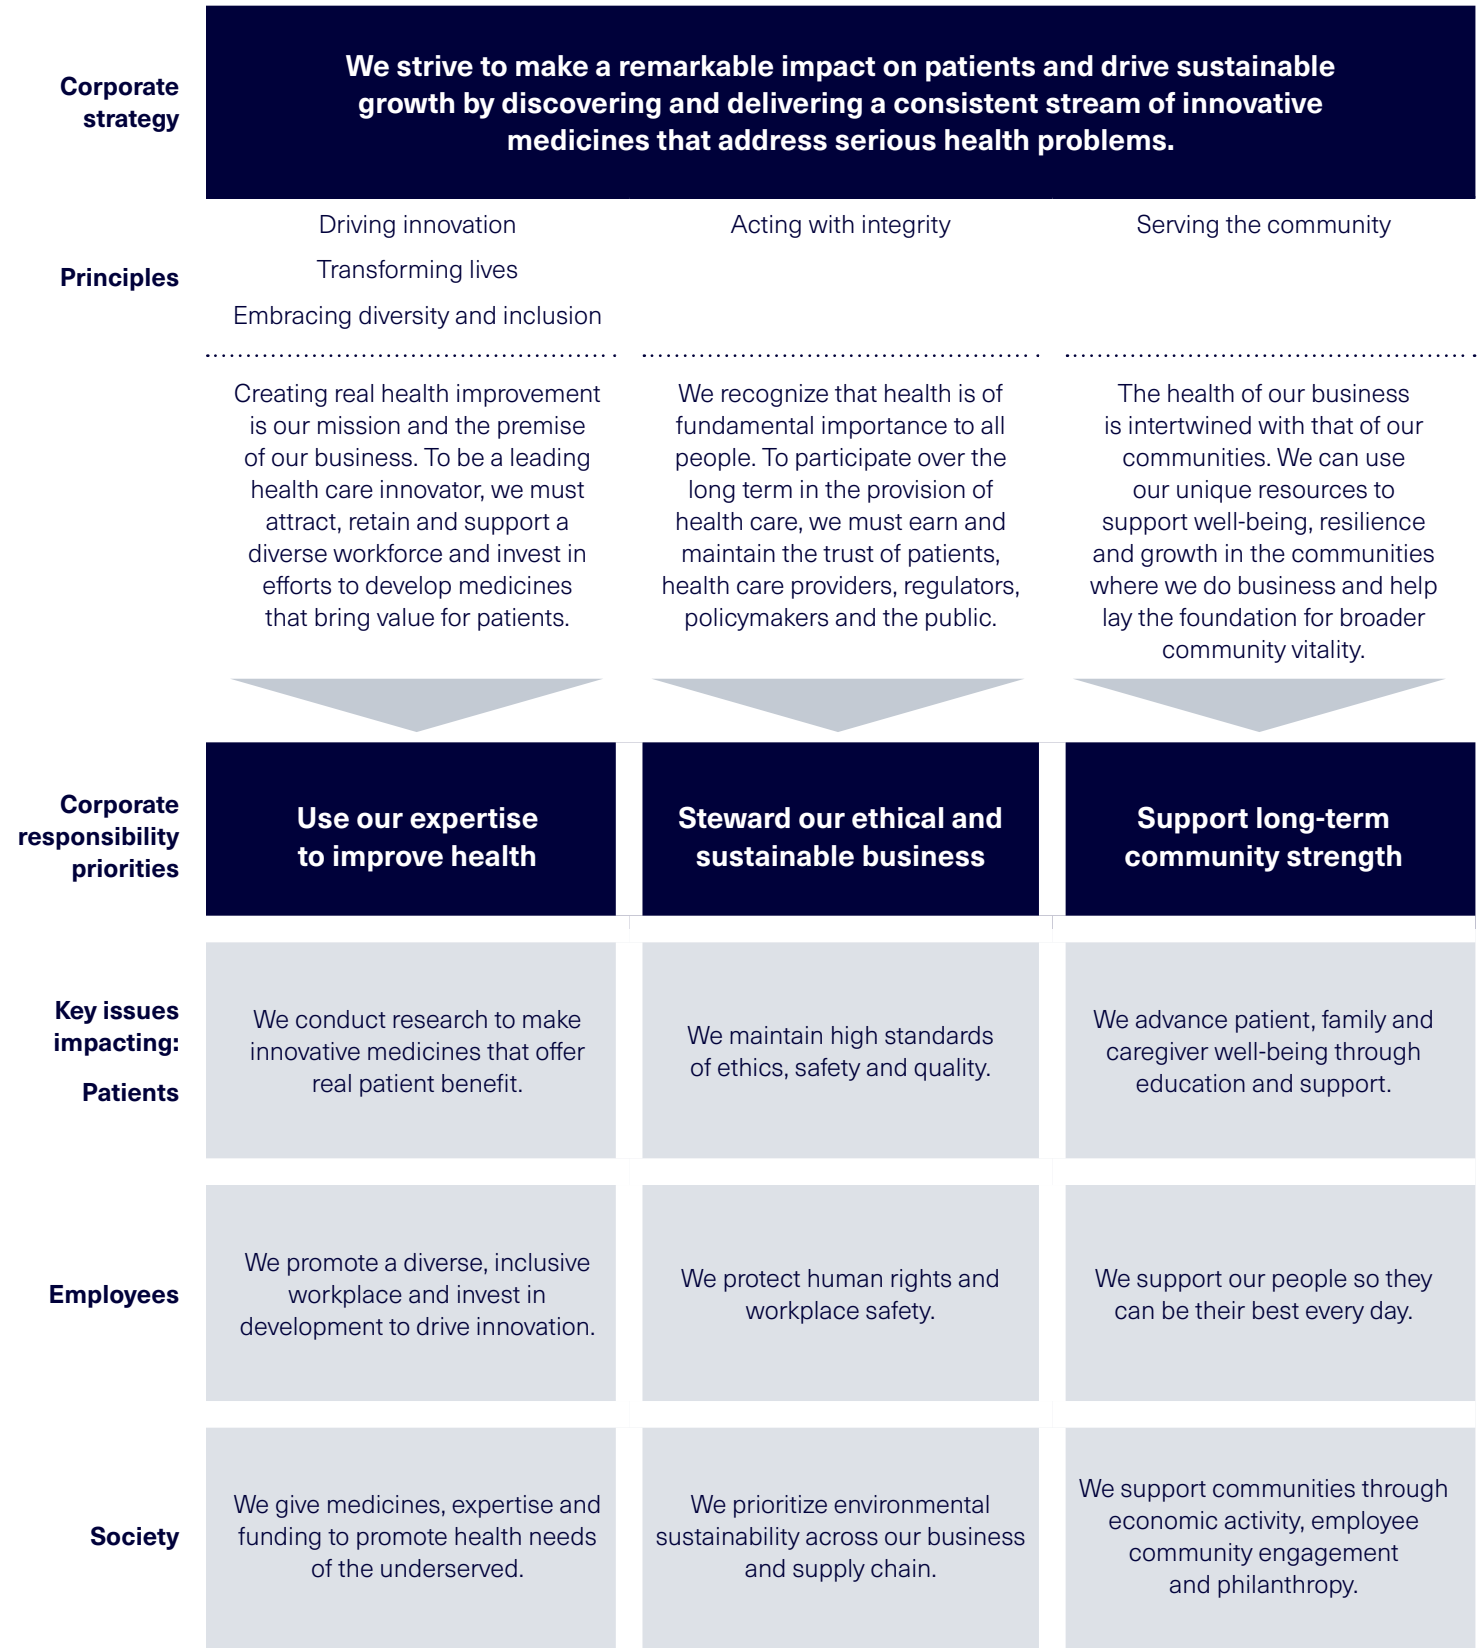 Corporate
strategy
We strive to make a remarkable impact on patients and drive sustainable
growth by discovering and delivering a consistent stream of innovative
medicines that address serious health problems.
Principles
Driving innovation
Transforming lives
Embracing diversity and inclusion
Acting with integrity
Serving the community
Creating real health improvement
is our mission and the premise
of our business. To be a leading
health care innovator, we must
attract, retain and support a
diverse workforce and invest in
efforts to develop medicines
that bring value for patients.
We recognize that health is of
fundamental importance to all
people. To participate over the
long term in the provision of
health care, we must earn and
maintain the trust of patients,
health care providers, regulators,
policymakers and the public.
The health of our business
is intertwined with that of our
communities. We can use
our unique resources to
support well-being, resilience
and growth in the communities
where we do business and help
lay the foundation for broader
community vitality.
Corporate
responsibility
priorities
Use our expertise
to improve health
Steward our ethical and
sustainable business
Support long-term
community strength
Key issues
impacting:
Patients
We conduct research to make
innovative medicines that offer
real patient benefit.
We maintain high standards
of ethics, safety and quality.
We advance patient, family and
caregiver well-being through
education and support.
Employees
We promote a diverse, inclusive
workplace and invest in
development to drive innovation.
We protect human rights and
workplace safety.
We support our people so they
can be their best every day.
Society
We give medicines, expertise and
funding to promote health needs
of the underserved.
We prioritize environmental
sustainability across our business
and supply chain.
We support communities through
economic activity, employee
community engagement
and philanthropy.